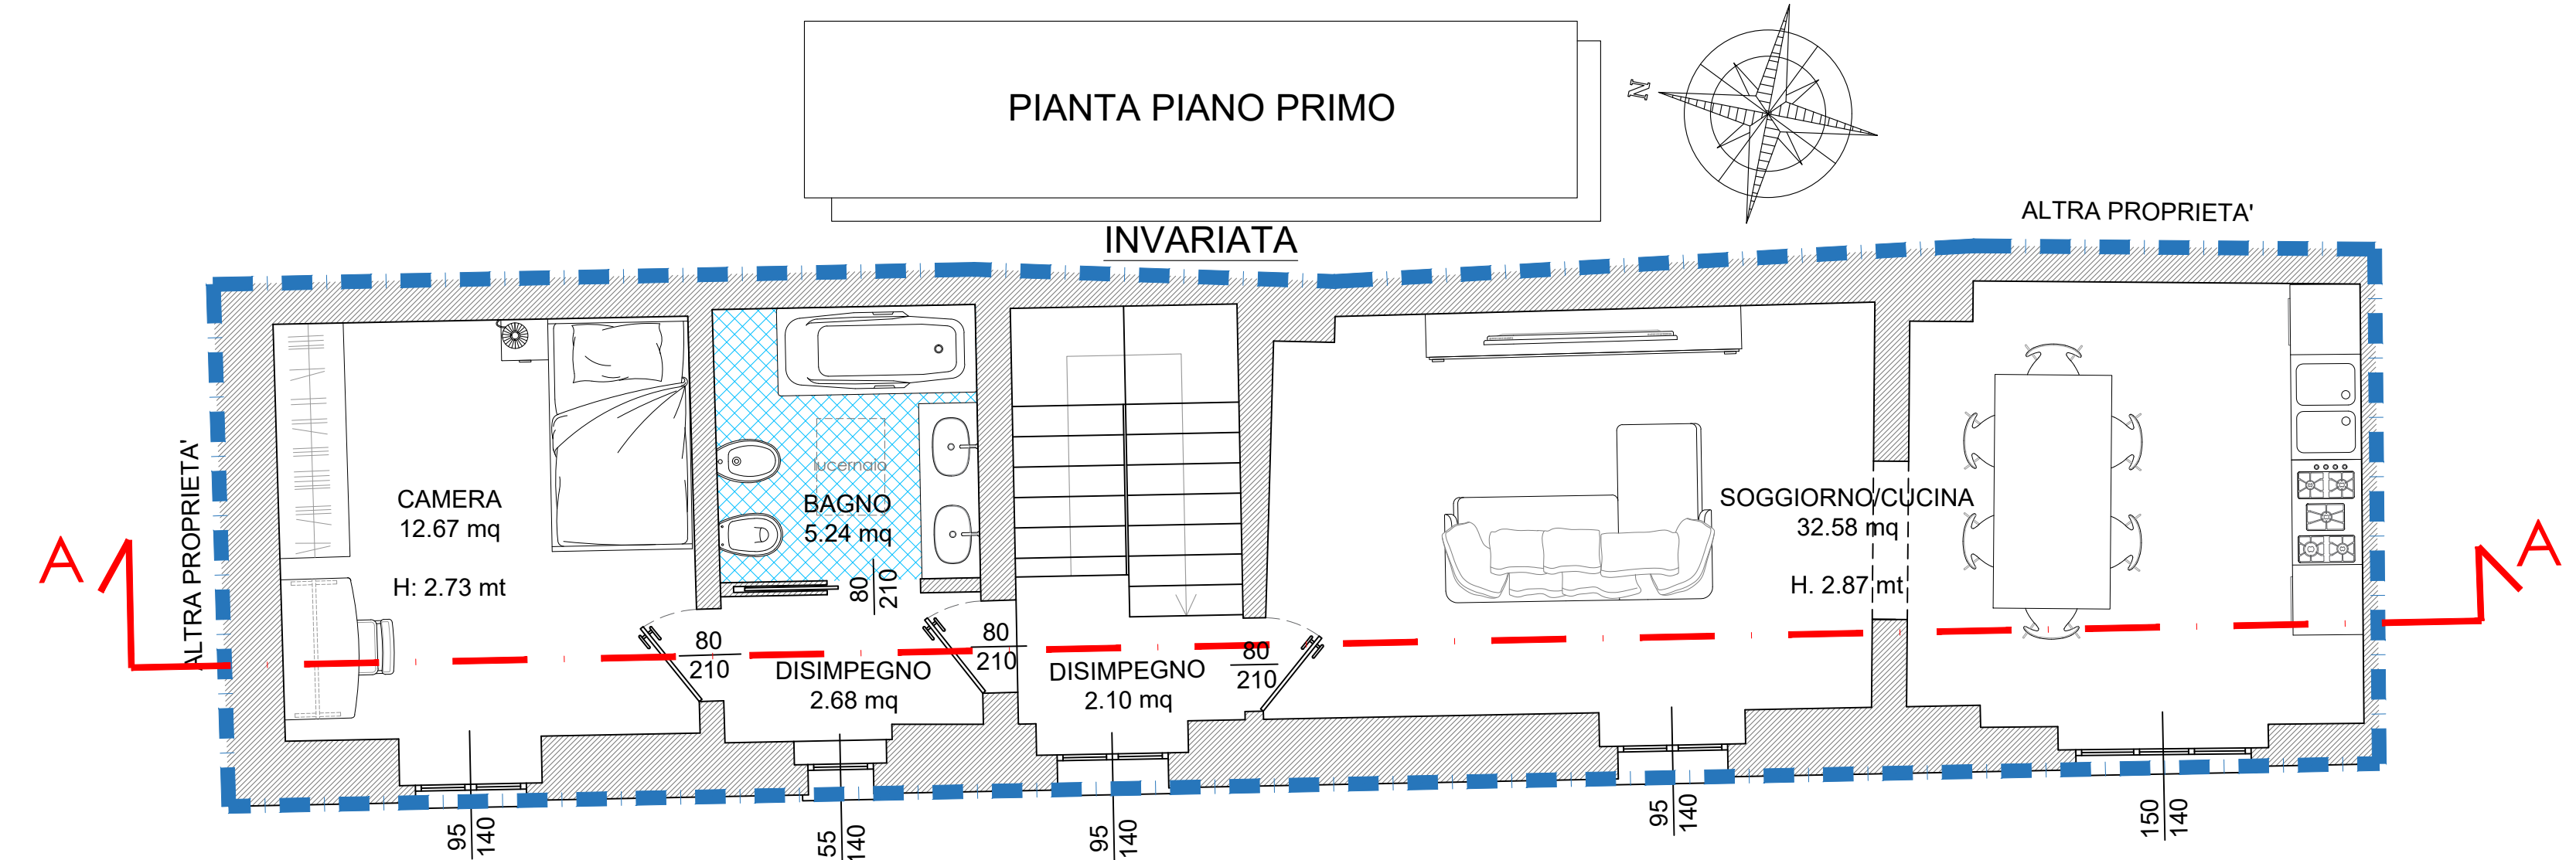 PIANTA PIANO PRIMO
N
INVARIATA
ALTRA PROPRIETA'
ALTRA PROPRIETA'
A
A
CAMERA
12.67 mq
H: 2.73 mt
lucernaio
BAGNO
5.24 mq
80
210
80
210
DISIMPEGNO
2.68 mq
80
210
DISIMPEGNO
2.10 mq
80
210
SOGGIORNO/CUCINA
32.58 mq
H. 2.87 mt
95
140
55
140
95
140
95
140
150
140